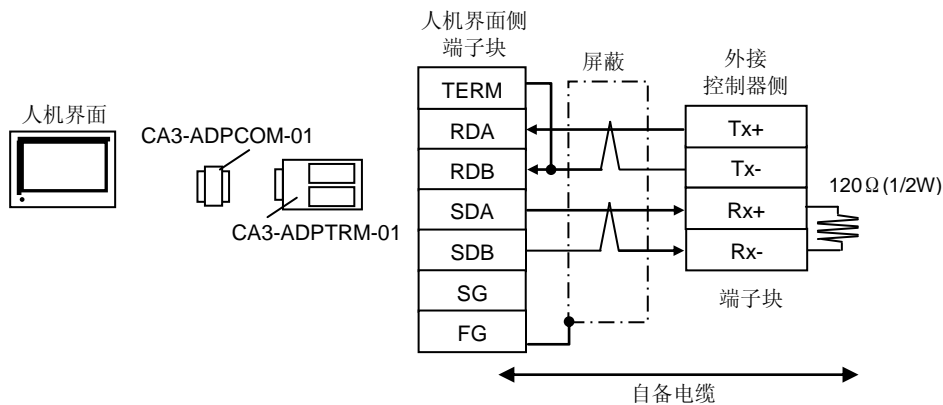 人机界面
CA3-ADPCOM-01
CA3-ADPTRM-01
人机界面侧
端子块
TERM
RDA
RDB
SDA
SDB
SG
FG
屏蔽
外接
控制器侧
Tx+
Tx-
Rx+
Rx-
端子块
120Ω(1/2W)
自备电缆